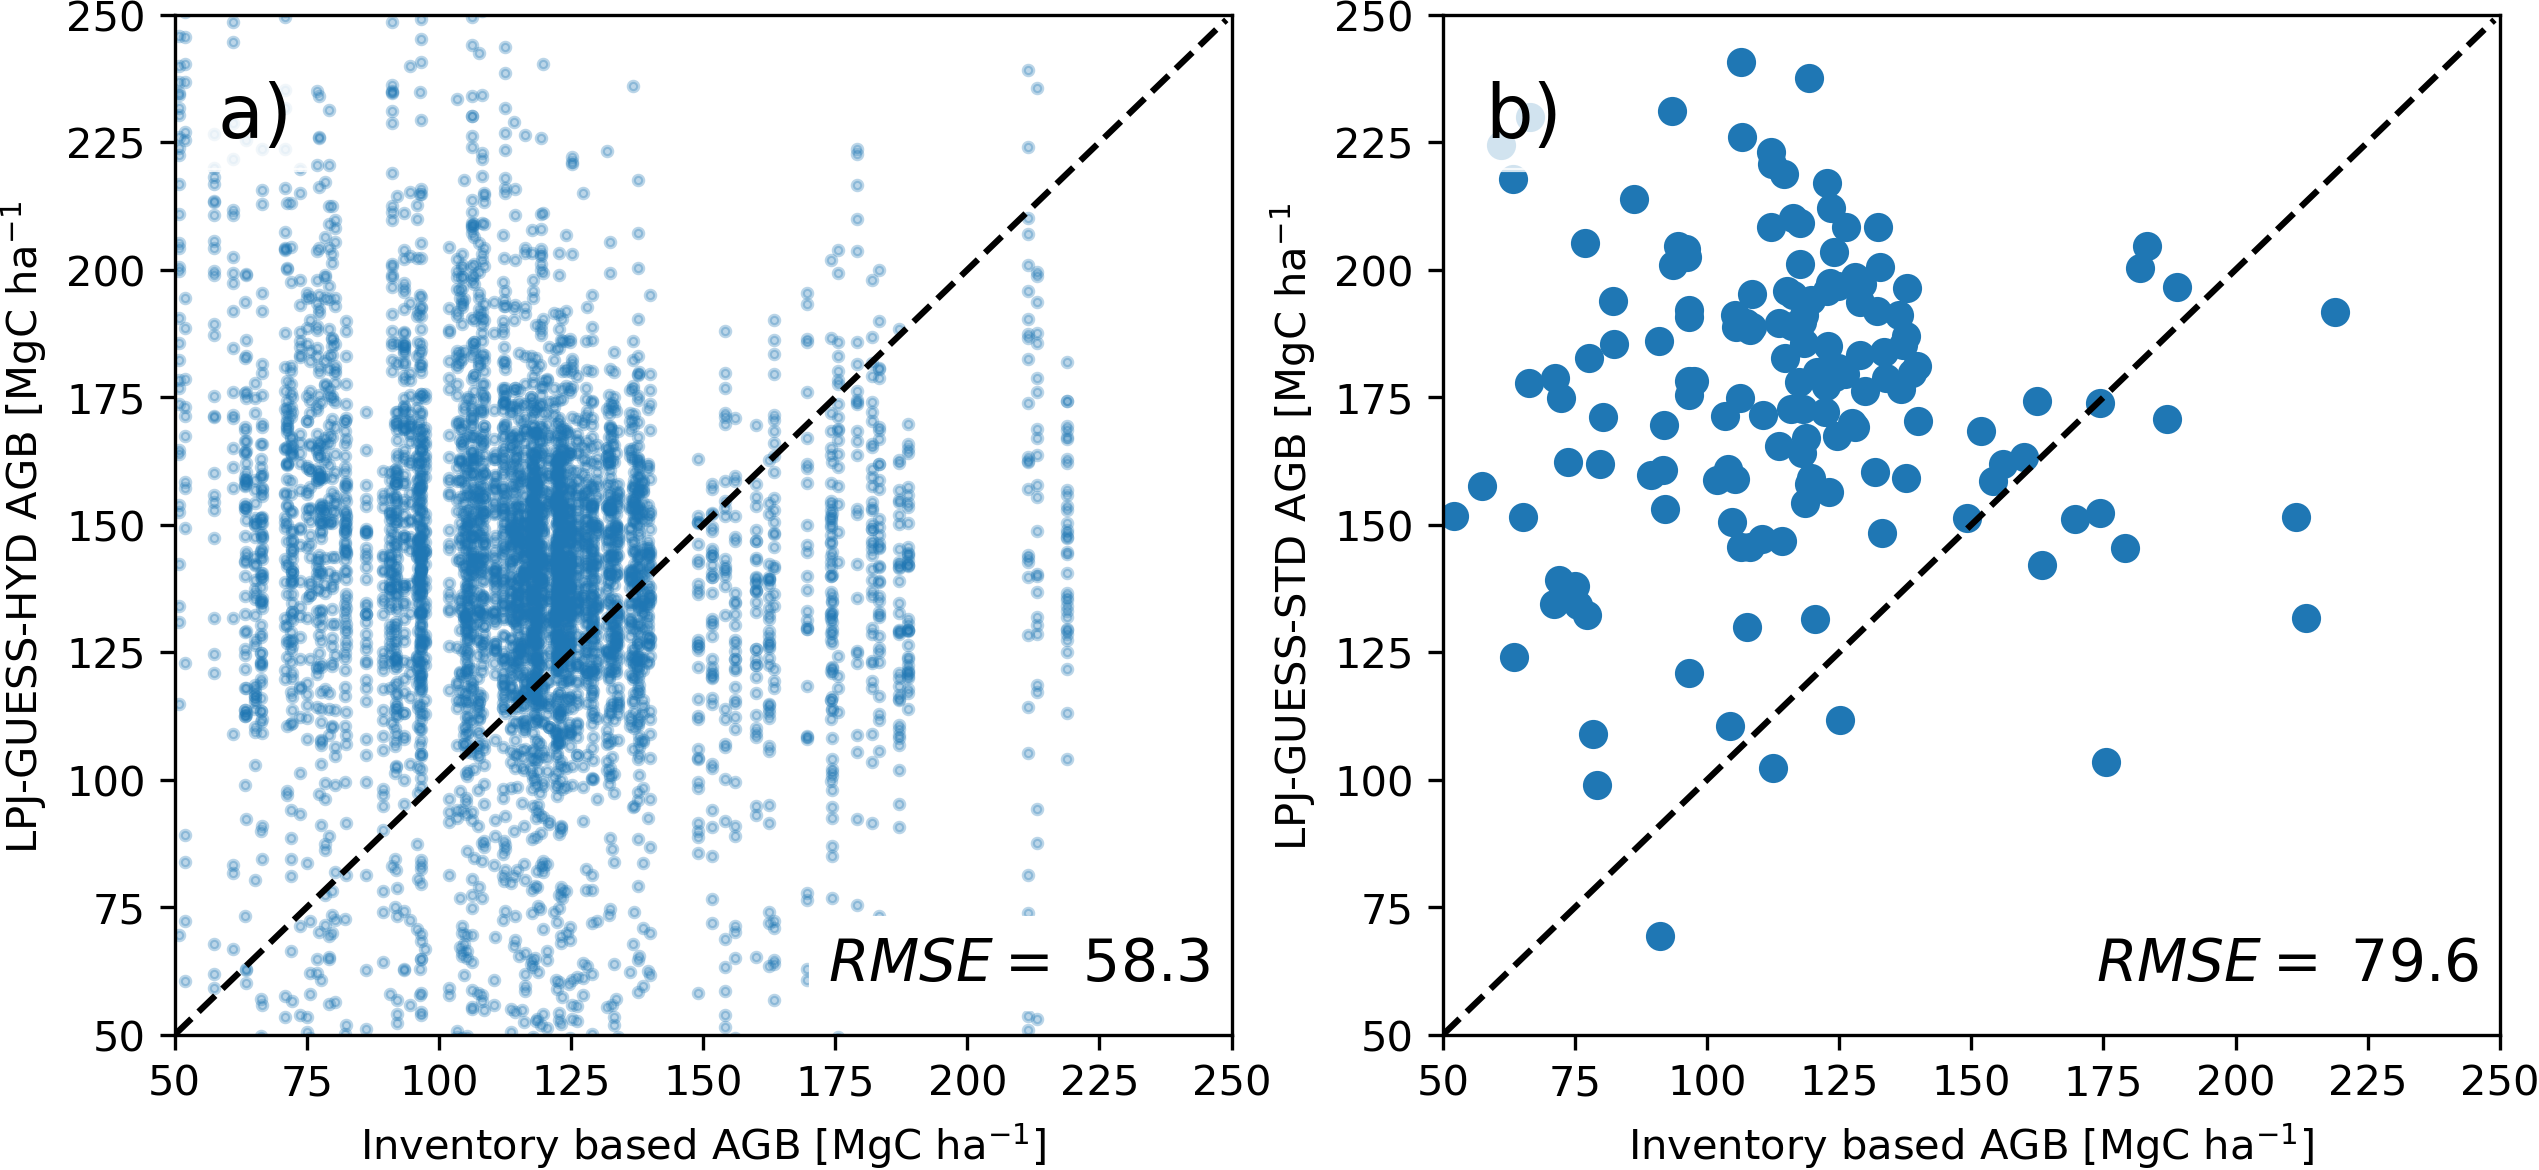 LPJ-GUESS-HYD AGB [MgC ha⁻¹]
250
225
200
175
150
125
100
75
50
a)
RMSE = 58.3
50 75 100 125 150 175 200 225 250
Inventory based AGB [MgC ha⁻¹]
LPJ-GUESS-STD AGB [MgC ha⁻¹]
250
225
200
175
150
125
100
75
50
b)
RMSE = 79.6
50 75 100 125 150 175 200 225 250
Inventory based AGB [MgC ha⁻¹]